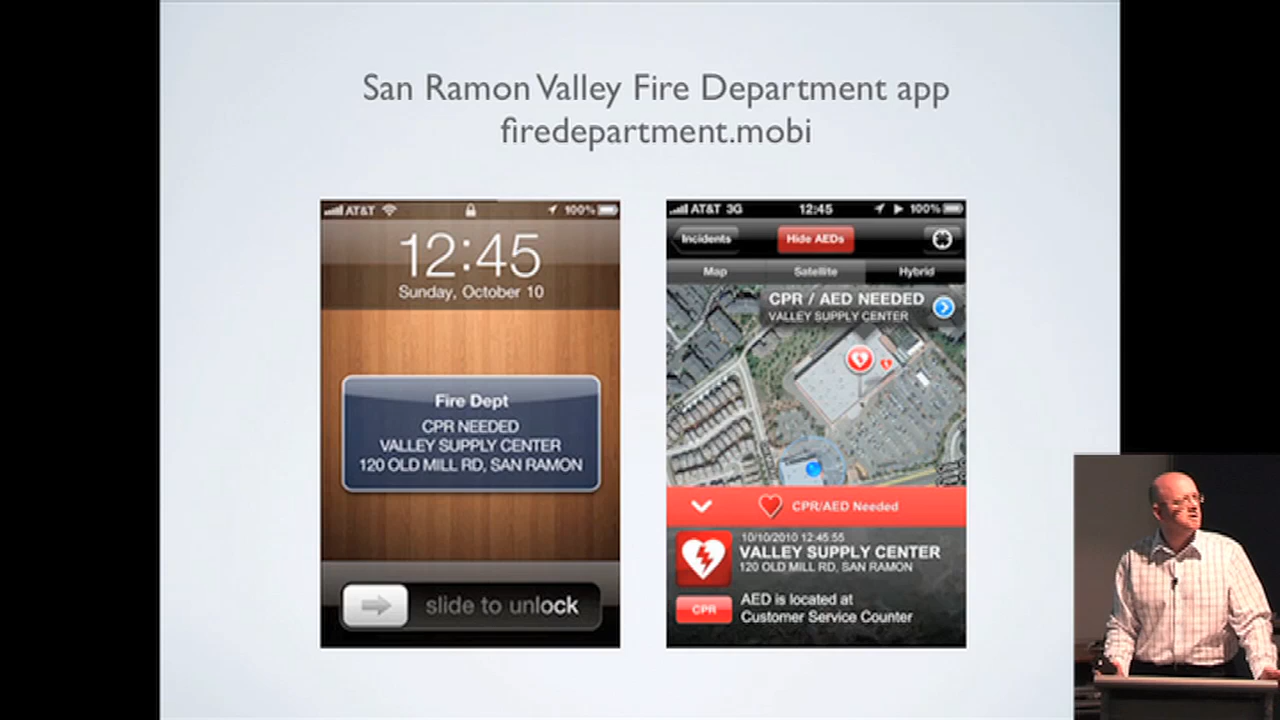 San Ramon Valley Fire Department app
firedepartment.mobi
AT&T 100%
12:45
Sunday, October 10
Fire Dept
CPR NEEDED
VALLEY SUPPLY CENTER
120 OLD MILL RD, SAN RAMON
slide to unlock
AT&T 3G 12:45 100%
Incidents Hide AEDs
Map Satellite Hybrid
CPR / AED NEEDED
VALLEY SUPPLY CENTER
CPR/AED Needed
10/10/2010 12:45:55
VALLEY SUPPLY CENTER
120 OLD MILL RD, SAN RAMON
CPR
AED is located at
Customer Service Counter